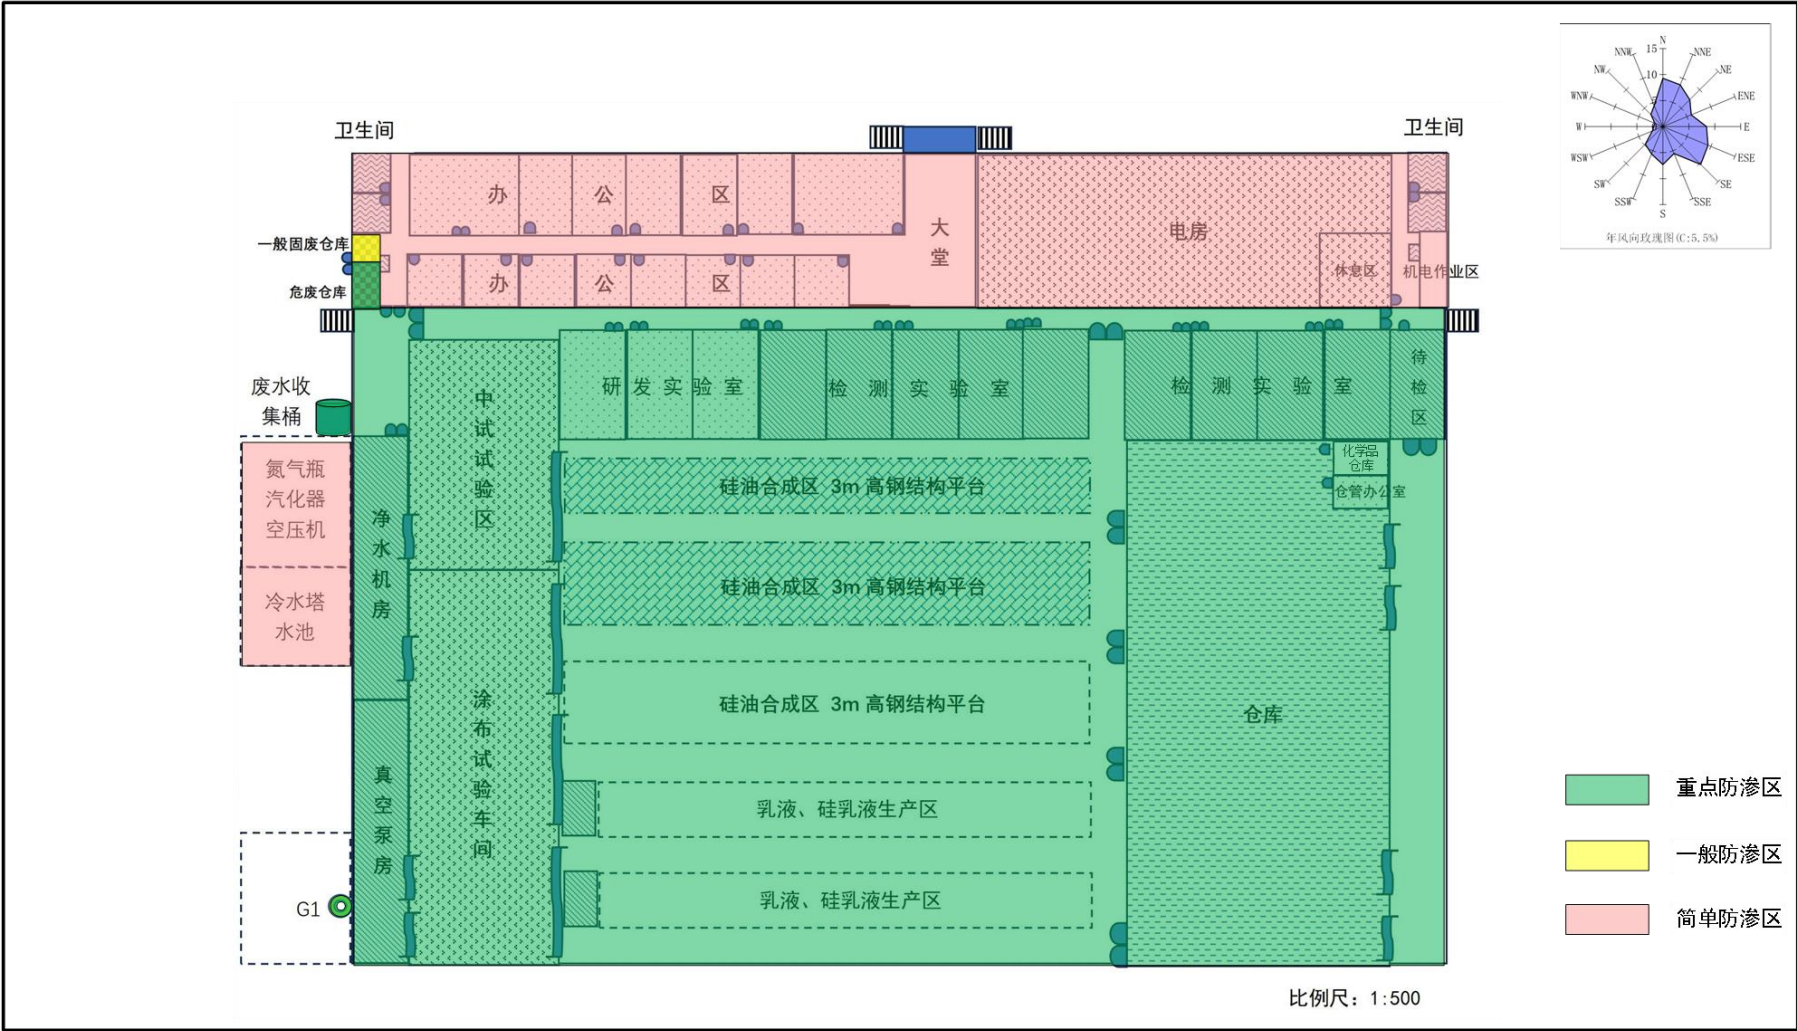 N
NNW
15
NNE
NW
10
NE
WNW
ENE
W
E
WSW
ESE
SW
SE
SSW
SSE
S
年风向玫瑰图(C:5.5%)
卫生间
卫生间
办公区
大堂
电房
一般固废仓库
休息区
机电作业区
办公区
危废仓库
废水收
集桶
中试试验区
研发实验室
检测实验室
检测实验室
待检区
化学品
仓库
仓管办公室
氮气瓶
汽化器
空压机
净水机房
硅油合成区 3m 高钢结构平台
硅油合成区 3m 高钢结构平台
冷水塔
水池
涂布试验车间
硅油合成区 3m 高钢结构平台
仓库
真空泵房
乳液、硅乳液生产区
乳液、硅乳液生产区
G1
重点防渗区
一般防渗区
简单防渗区
比例尺：1:500